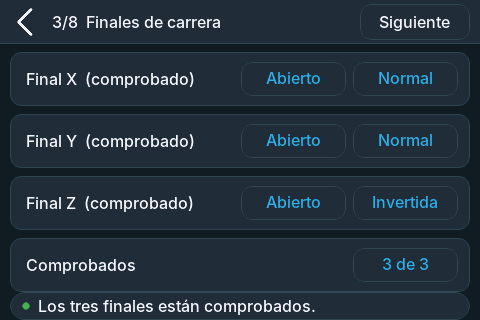 3/8 Finales de carrera Siguiente
Final X (comprobado) Abierto Normal
Final Y (comprobado) Abierto Normal
Final Z (comprobado) Abierto Invertida
Comprobados 3 de 3
Los tres finales están comprobados.